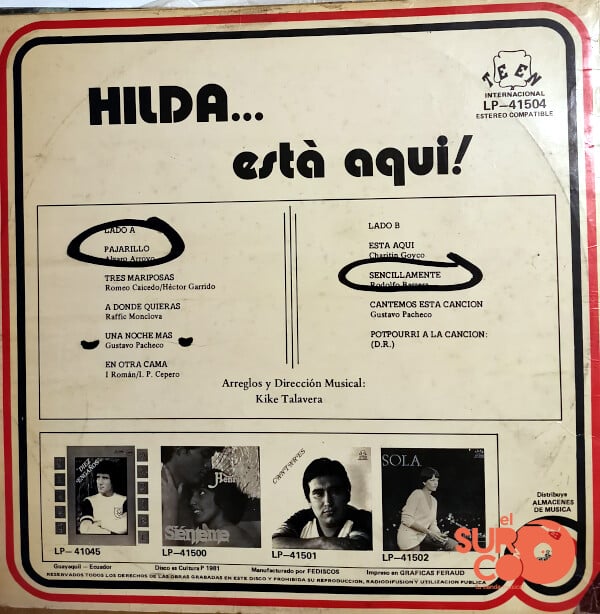 TEEN
INTERNACIONAL
LP-41504
ESTEREO COMPATIBLE
HILDA...
està aqui!
LADO A
PAJARILLO
Alvaro Arroyo
TRES MARIPOSAS
Romeo Caicedo/Héctor Garrido
A DONDE QUIERAS
Raffic Monclova
UNA NOCHE MAS
Gustavo Pacheco
EN OTRA CAMA
I Román/I. P. Cepero
LADO B
ESTA AQUI
Charitin Goyco
SENCILLAMENTE
Rodolfo
CANTEMOS ESTA CANCION
Gustavo Pacheco
POTPOURRI A LA CANCION:
(D.R.)
Arreglos y Dirección Musical:
Kike Talavera
LP-41045
Siénteme
LP-41500
CANTARES
LP-41501
SOLA
LP-41502
Distribuye
ALMACENES
DE MUSICA
el
SURCO
Guayaquil - Ecuador
Disco es Cultura P 1981
Manufacturado por FEDISCOS
Impreso en GRAFICAS FERAUD
RESERVADOS TODOS LOS DERECHOS DE LAS OBRAS GRABADAS EN ESTE DISCO Y PROHIBIDA SU REPRODUCCION, RADIODIFUSION Y UTILIZACION PUBLICA